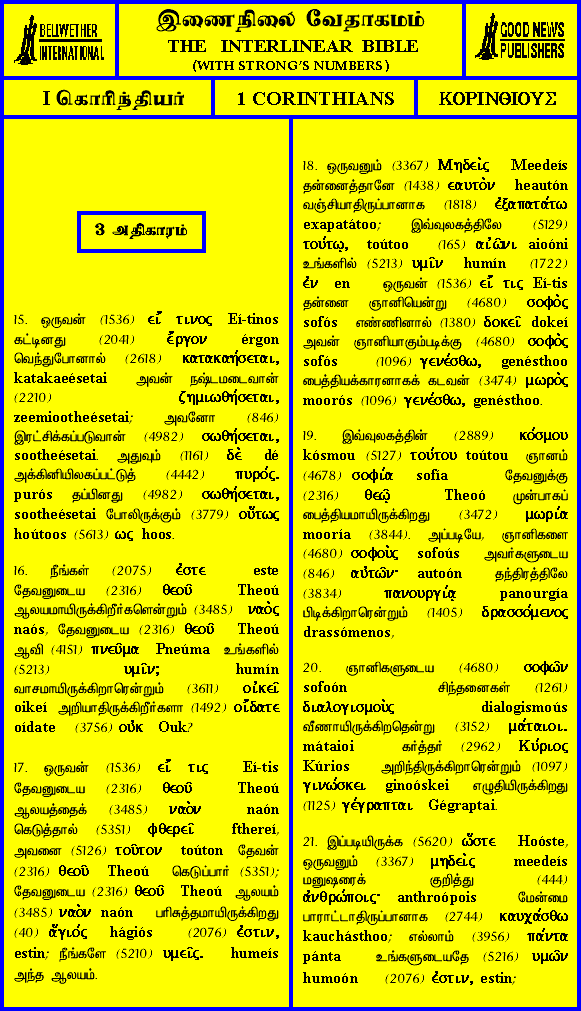 BELLWETHER
INTERNATIONAL
இணைநிலை வேதாகமம்
THE INTERLINEAR BIBLE
(WITH STRONG'S NUMBERS)
GOOD NEWS
PUBLISHERS
I கொரிந்தியர்
1 CORINTHIANS
ΚΟΡΙΝΘΙΟΥΣ
3 அதிகாரம்
15. ஒருவன் (1536) εἴ τινος Eí-tinos
கட்டினது (2041) ἔργον érgon
வெந்துபோனால் (2618) κατακαήσεται,
katakaeésetai அவன் நஷ்டமடைவான்
(2210) ζημιωθήσεται,
zeemiootheésetai; அவனோ (846)
இரட்சிக்கப்படுவான் (4982) σωθήσεται,
sootheésetai. அதுவும் (1161) δὲ dé
அக்கினியிலகப்பட்டுத் (4442) πυρός.
purós தப்பினது (4982) σωθήσεται,
sootheésetai போலிருக்கும் (3779) οὕτως
hoútoos (5613) ως hoos.
16. நீங்கள் (2075) ἐστε este
தேவனுடைய (2316) θεοῦ Theoú
ஆலயமாயிருக்கிறீர்களென்றும் (3485) ναὸς
naós, தேவனுடைய (2316) θεοῦ Theoú
ஆவி (4151) πνεῦμα Pneúma உங்களில்
(5213) υμῖν; humín
வாசமாயிருக்கிறாரென்றும் (3611) οἰκεῖ
oikeí அறியாதிருக்கிறீர்களா (1492) οἴδατε
oídate (3756) οὐκ Ouk?
17. ஒருவன் (1536) εἴ τις Eí-tis
தேவனுடைய (2316) θεοῦ Theoú
ஆலயத்தைக் (3485) ναὸν naón
கெடுத்தால் (5351) φθερεῖ ftherei,
அவனை (5126) τοῦτον toúton தேவன்
(2316) θεοῦ Theoú கெடுப்பார் (5351);
தேவனுடைய (2316) θεοῦ Theoú ஆலயம்
(3485) ναὸν naón பரிசுத்தமாயிருக்கிறது
(40) ἅγιός hágiós (2076) ἐστιν,
estin; நீங்களே (5210) υμεῖς. humeís
அந்த ஆலயம்.
18. ஒருவனும் (3367) Μηδεὶς Meedeís
தன்னைத்தானே (1438) εαυτὸν heautón
வஞ்சியாதிருப்பானாக (1818) ἐξαπατάτω
exapatátoo; இவ்வுலகத்திலே (5129)
τούτῳ, toútoo (165) αἰῶνι aioóni
உங்களில் (5213) υμῖν humín (1722)
ἐν en ஒருவன் (1536) εἴ τις Eí-tis
தன்னை ஞானியென்று (4680) σοφὸς
sofós எண்ணினால் (1380) δοκεῖ dokeí
அவன் ஞானியாகும்படிக்கு (4680) σοφὸς
sofós (1096) γενέσθω, genésthoo
பைத்தியக்காரனாகக் கடவன் (3474) μωρὸς
moorós (1096) γενέσθω, genésthoo.
19. இவ்வுலகத்தின் (2889) κόσμου
kósmou (5127) τούτου toútou ஞானம்
(4678) σοφία sofía தேவனுக்கு
(2316) θεῷ Theoó முன்பாகப்
பைத்தியமாயிருக்கிறது (3472) μωρία
mooría (3844). அப்படியே, ஞானிகளை
(4680) σοφοὺς sofoús அவர்களுடைய
(846) αὐτῶν· autoón தந்திரத்திலே
(3834) πανουργίᾳ panourgía
பிடிக்கிறாரென்றும் (1405) δρασσόμενος
drassómenos,
20. ஞானிகளுடைய (4680) σοφῶν
sofoón சிந்தனைகள் (1261)
διαλογισμοὺς dialogismoús
வீணாயிருக்கிறதென்று (3152) μάταιοι.
mátaioi கர்த்தர் (2962) Κύριος
Kúrios அறிந்திருக்கிறாரென்றும் (1097)
γινώσκει ginoóskei எழுதியிருக்கிறது
(1125) γέγραπται Gégraptai.
21. இப்படியிருக்க (5620) ὥστε Hoóste,
ஒருவனும் (3367) μηδεὶς meedeís
மனுஷரைக் குறித்து (444)
ἀνθρώποις· anthroópois மேன்மை
பாராட்டாதிருப்பானாக (2744) καυχάσθω
kauchásthoo; எல்லாம் (3956) πάντα
pánta உங்களுடையதே (5216) υμῶν
humoón (2076) ἐστιν, estin;